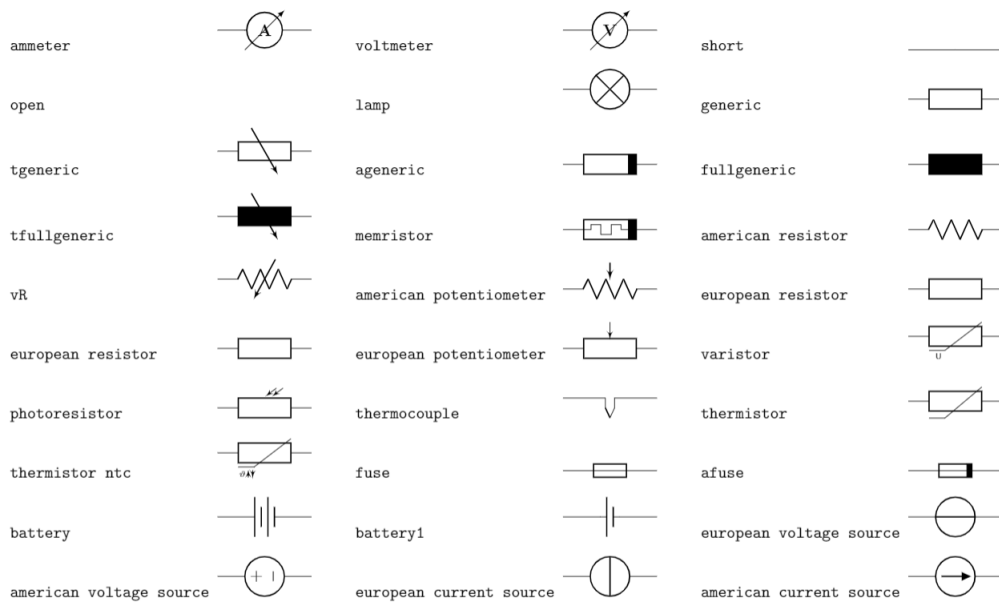 ammeter A voltmeter V short
open lamp generic
tgeneric ageneric fullgeneric
tfullgeneric memristor american resistor
vR american potentiometer european resistor
european resistor european potentiometer varistor U
photoresistor thermocouple thermistor
thermistor ntc ϑ fuse afuse
battery battery1 european voltage source
american voltage source + − european current source american current source